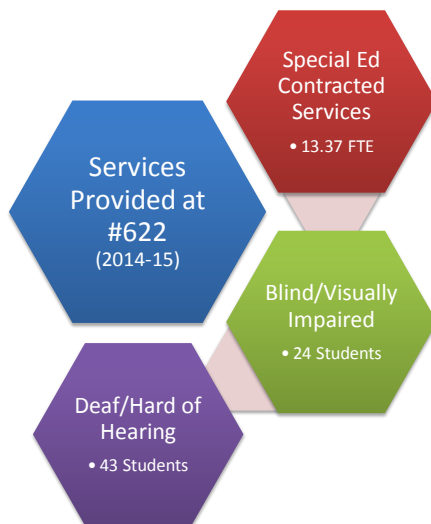 Services
Provided at
#622
(2014-15)
Special Ed
Contracted
Services
• 13.37 FTE
Blind/Visually
Impaired
• 24 Students
Deaf/Hard of
Hearing
• 43 Students